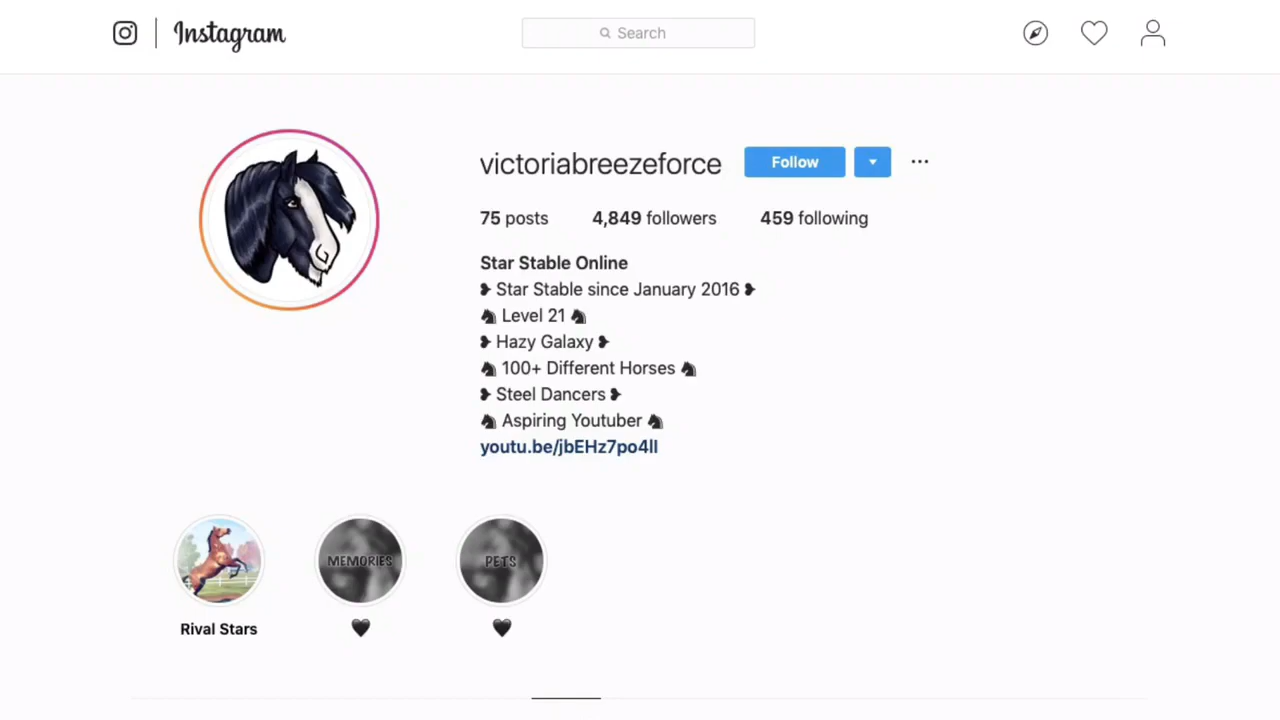 Instagram
Search
victoriabreezeforce Follow
75 posts 4,849 followers 459 following
Star Stable Online
❥ Star Stable since January 2016 ❥
♞ Level 21 ♞
❥ Hazy Galaxy ❥
♞ 100+ Different Horses ♞
❥ Steel Dancers ❥
♞ Aspiring Youtuber ♞
youtu.be/jbEHz7po4lI
MEMORIES PETS
Rival Stars